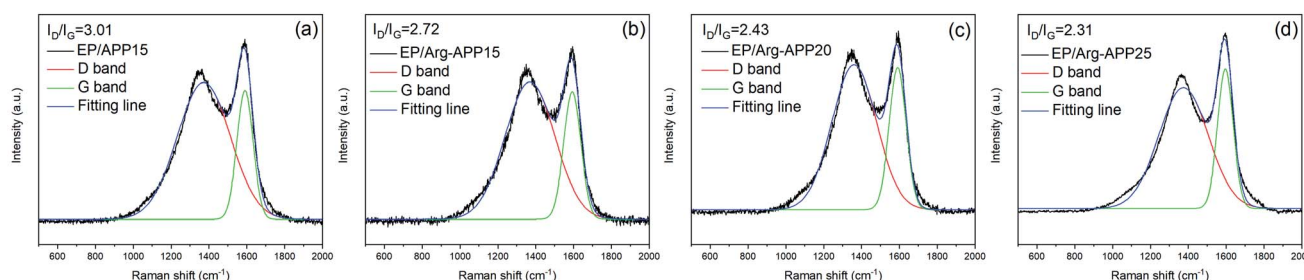 I_D/I_G=3.01
(a)
EP/APP15
D band
G band
Fitting line
Intensity (a.u.)
600 800 1000 1200 1400 1600 1800 2000
Raman shift (cm⁻¹)
I_D/I_G=2.72
(b)
EP/Arg-APP15
D band
G band
Fitting line
Intensity (a.u.)
600 800 1000 1200 1400 1600 1800 2000
Raman shift (cm⁻¹)
I_D/I_G=2.43
(c)
EP/Arg-APP20
D band
G band
Fitting line
Intensity (a.u.)
600 800 1000 1200 1400 1600 1800 2000
Raman shift (cm⁻¹)
I_D/I_G=2.31
(d)
EP/Arg-APP25
D band
G band
Fitting line
Intensity (a.u.)
600 800 1000 1200 1400 1600 1800 200
Raman shift (cm⁻¹)